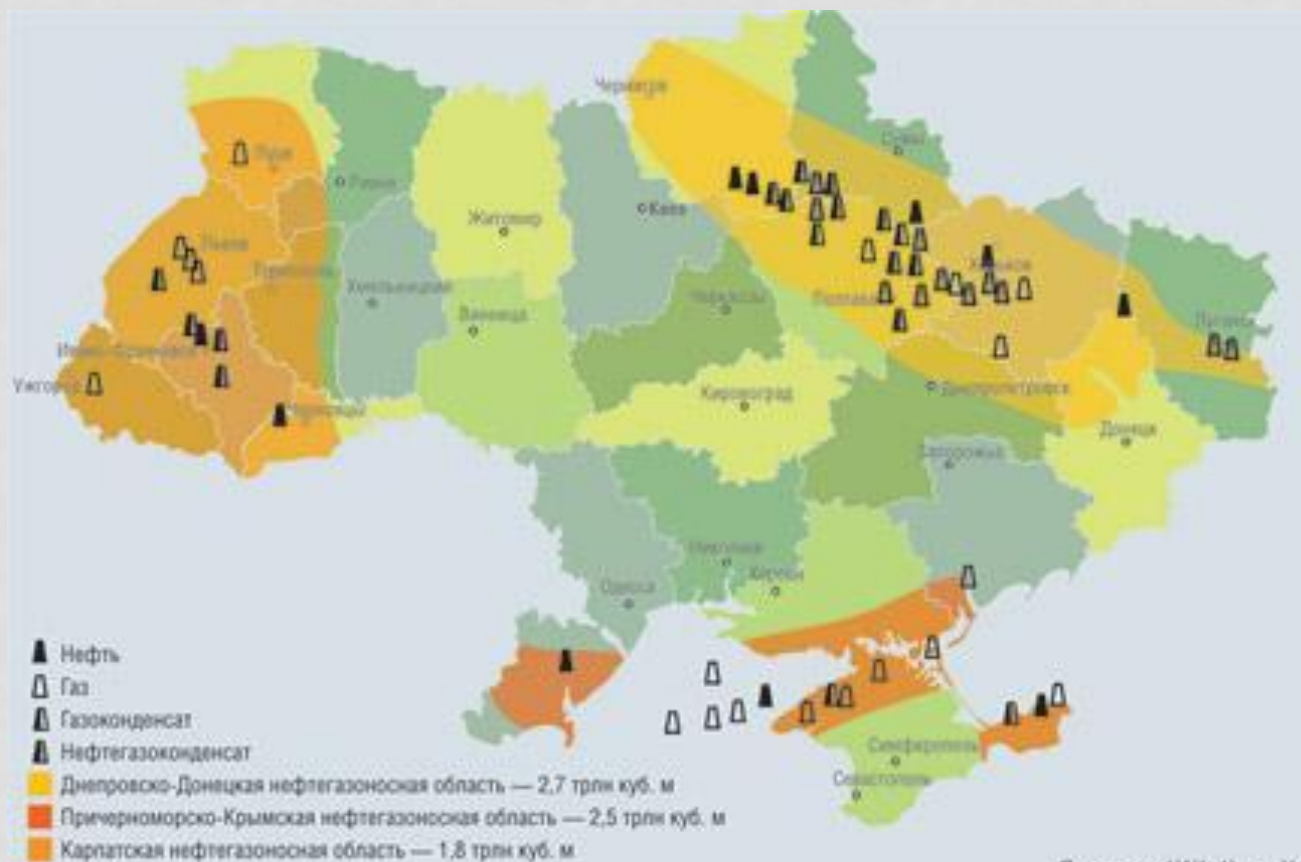 Чернигов
Сумы
Луцк
Ровно
Киев
Житомир
Львов
Тернополь
Харьков
Хмельницкий
Полтава
Черкассы
Винница
Луганск
Ивано-Франковск
Ужгород
Днепропетровск
Кировоград
Черновцы
Донецк
Запорожье
Николаев
Херсон
Одесса
Нефть
Газ
Газоконденсат
Нефтегазоконденсат
Симферополь
Севастополь
Днепровско-Донецкая нефтегазоносная область — 2,7 трлн куб. м
Причерноморско-Крымская нефтегазоносная область — 2,5 трлн куб. м
Карпатская нефтегазоносная область — 1,8 трлн куб. м